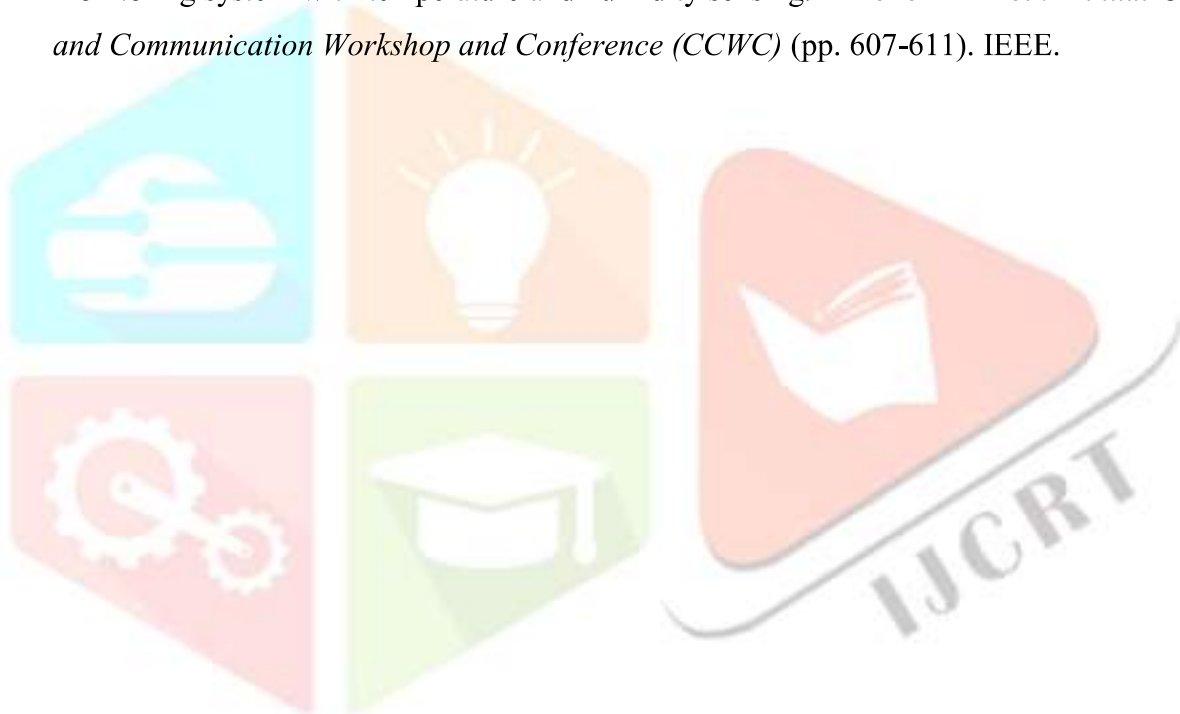 and Communication Workshop and Conference (CCWC) (pp. 607-611). IEEE.
IJCRT